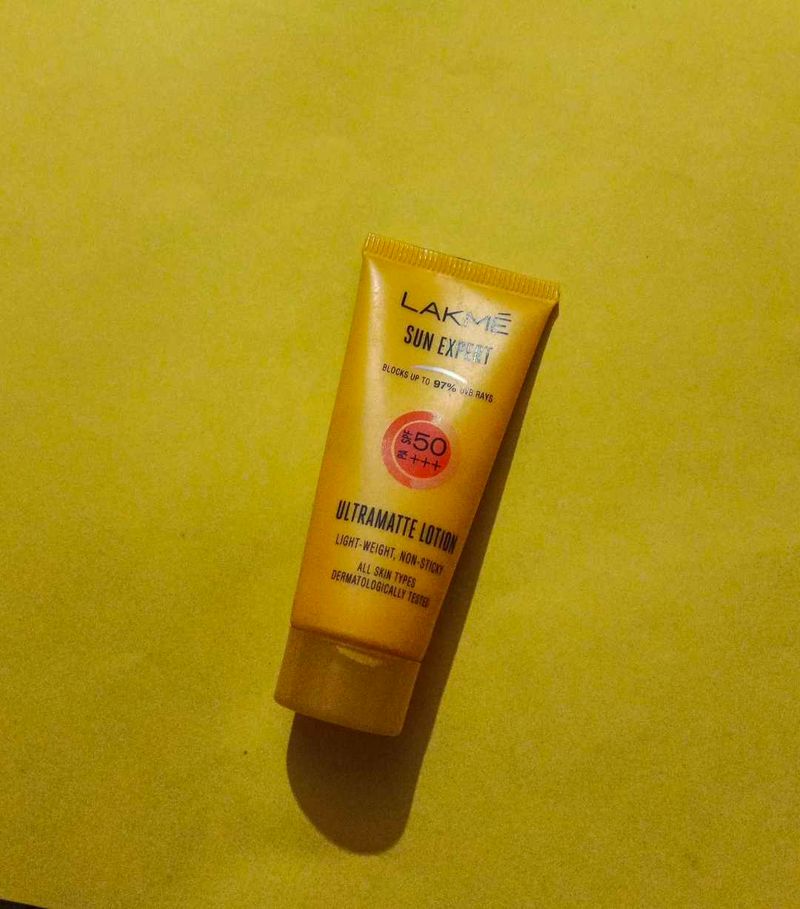 LAKMÉ
SUN EXPERT
BLOCKS UP TO 97% UVB RAYS
SPF 50
PA +++
ULTRAMATTE LOTION
LIGHT-WEIGHT, NON-STICKY
ALL SKIN TYPES
DERMATOLOGICALLY TESTED